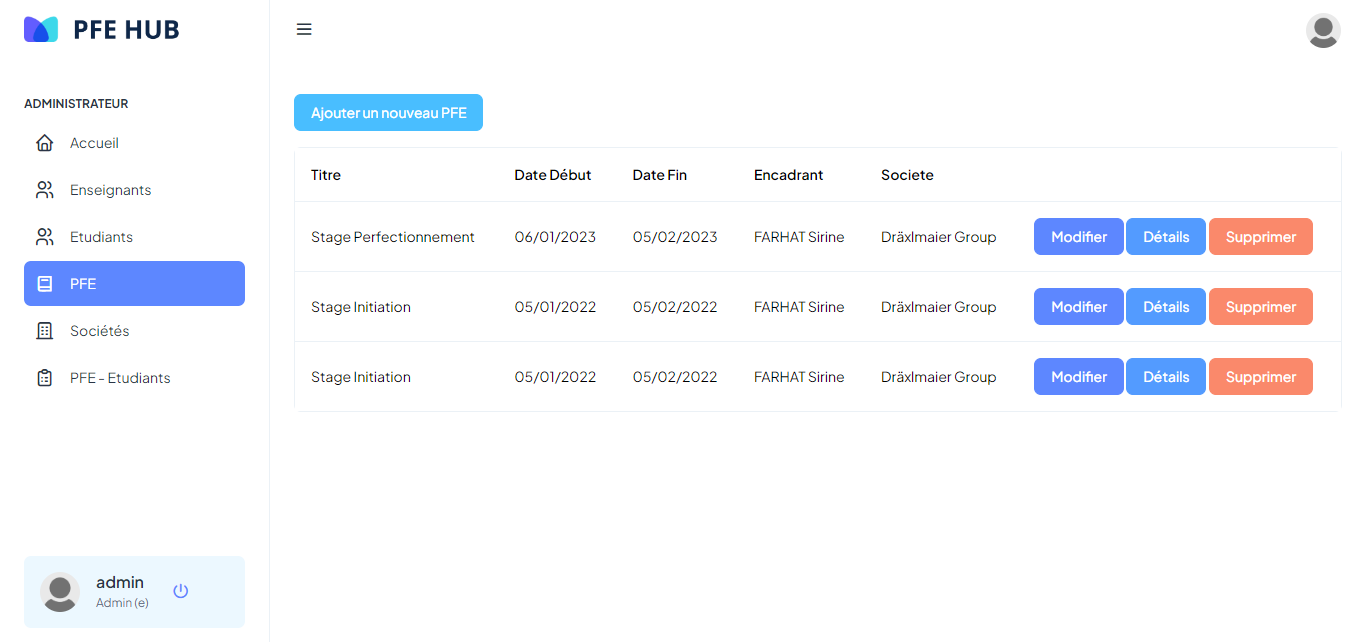 PFE HUB
ADMINISTRATEUR
Accueil
Enseignants
Etudiants
PFE
Sociétés
PFE - Etudiants
admin
Admin (e)
Ajouter un nouveau PFE
Titre Date Début Date Fin Encadrant Societe
Stage Perfectionnement 06/01/2023 05/02/2023 FARHAT Sirine Dräxlmaier Group Modifier Détails Supprimer
Stage Initiation 05/01/2022 05/02/2022 FARHAT Sirine Dräxlmaier Group Modifier Détails Supprimer
Stage Initiation 05/01/2022 05/02/2022 FARHAT Sirine Dräxlmaier Group Modifier Détails Supprimer